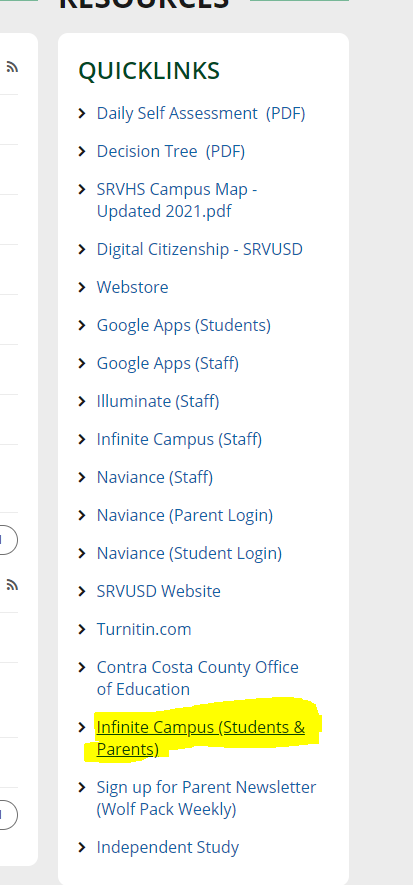 RESOURCES
QUICKLINKS
Daily Self Assessment  (PDF)
Decision Tree  (PDF)
SRVHS Campus Map -
Updated 2021.pdf
Digital Citizenship - SRVUSD
Webstore
Google Apps (Students)
Google Apps (Staff)
Illuminate (Staff)
Infinite Campus (Staff)
Naviance (Staff)
Naviance (Parent Login)
Naviance (Student Login)
SRVUSD Website
Turnitin.com
Contra Costa County Office
of Education
Infinite Campus (Students &
Parents)
Sign up for Parent Newsletter
(Wolf Pack Weekly)
Independent Study